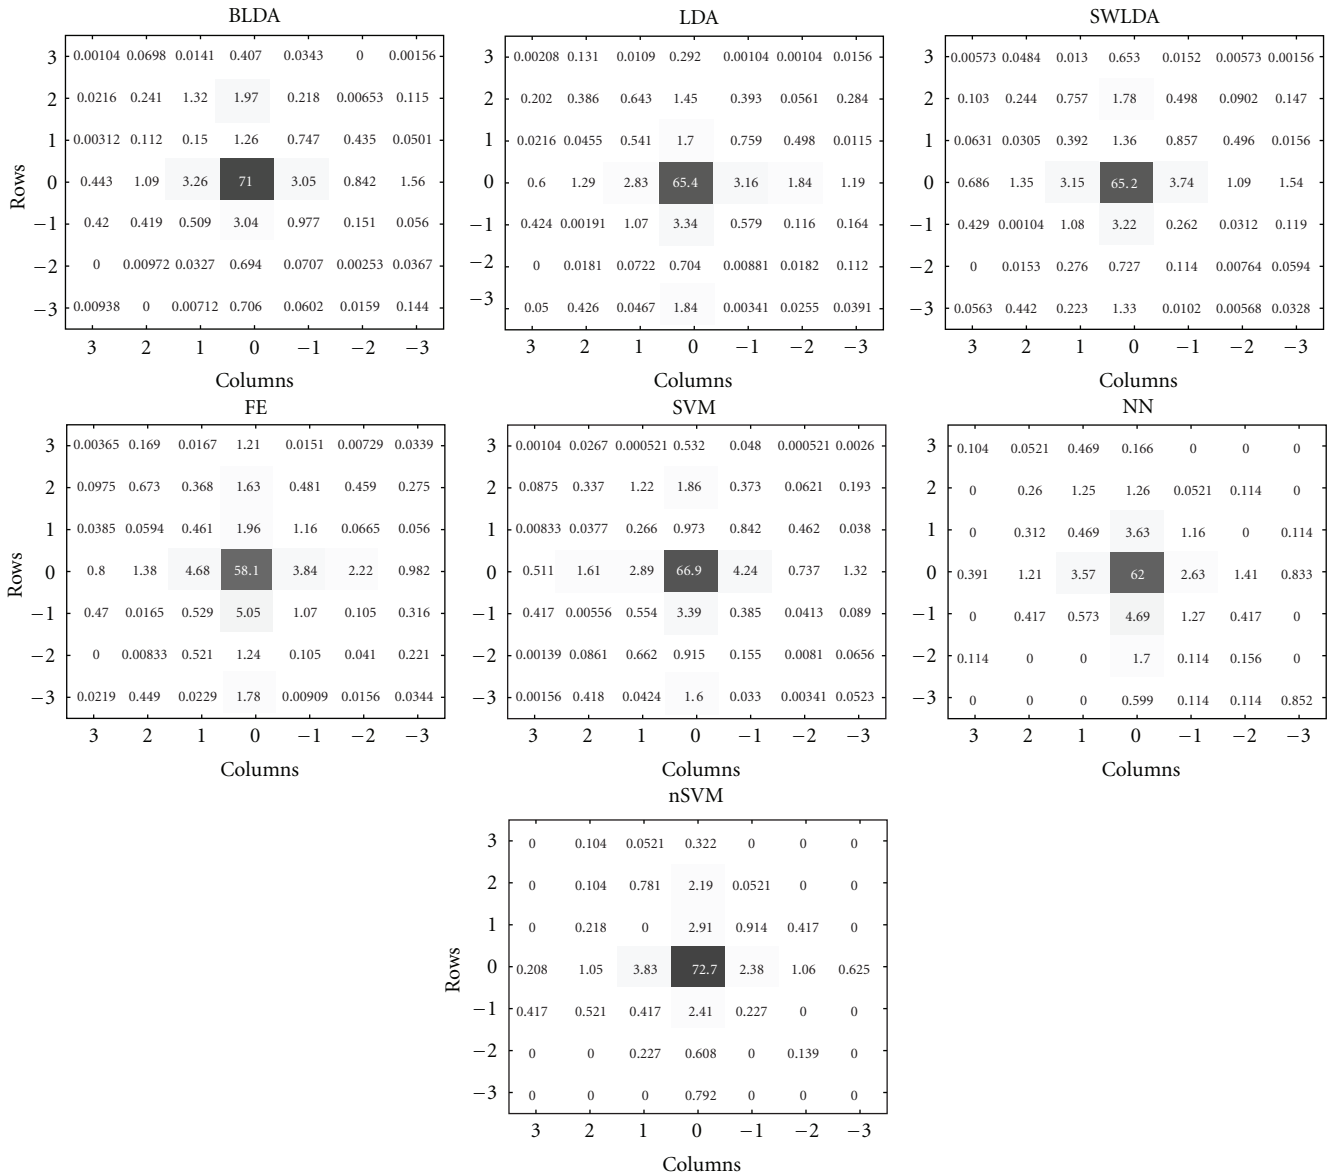 BLDA
3 0.00104 0.0698 0.0141 0.407 0.0343 0 0.00156
2 0.0216 0.241 1.32 1.97 0.218 0.00653 0.115
1 0.00312 0.112 0.15 1.26 0.747 0.435 0.0501
0 0.443 1.09 3.26 71 3.05 0.842 1.56
−1 0.42 0.419 0.509 3.04 0.977 0.151 0.056
−2 0 0.00972 0.0327 0.694 0.0707 0.00253 0.0367
−3 0.00938 0 0.00712 0.706 0.0602 0.0159 0.144
3 2 1 0 −1 −2 −3
Rows
Columns
LDA
3 0.00208 0.131 0.0109 0.292 0.00104 0.00104 0.0156
2 0.202 0.386 0.643 1.45 0.393 0.0561 0.284
1 0.0216 0.0455 0.541 1.7 0.759 0.498 0.0115
0 0.6 1.29 2.83 65.4 3.16 1.84 1.19
−1 0.424 0.00191 1.07 3.34 0.579 0.116 0.164
−2 0 0.0181 0.0722 0.704 0.00881 0.0182 0.112
−3 0.05 0.426 0.0467 1.84 0.00341 0.0255 0.0391
3 2 1 0 −1 −2 −3
Columns
SWLDA
3 0.00573 0.0484 0.013 0.653 0.0152 0.00573 0.00156
2 0.103 0.244 0.757 1.78 0.498 0.0902 0.147
1 0.0631 0.0305 0.392 1.36 0.857 0.496 0.0156
0 0.686 1.35 3.15 65.2 3.74 1.09 1.54
−1 0.429 0.00104 1.08 3.22 0.262 0.0312 0.119
−2 0 0.0153 0.276 0.727 0.114 0.00764 0.0594
−3 0.0563 0.442 0.223 1.33 0.0102 0.00568 0.0328
3 2 1 0 −1 −2 −3
Columns
FE
3 0.00365 0.169 0.0167 1.21 0.0151 0.00729 0.0339
2 0.0975 0.673 0.368 1.63 0.481 0.459 0.275
1 0.0385 0.0594 0.461 1.96 1.16 0.0665 0.056
0 0.8 1.38 4.68 58.1 3.84 2.22 0.982
−1 0.47 0.0165 0.529 5.05 1.07 0.105 0.316
−2 0 0.00833 0.521 1.24 0.105 0.041 0.221
−3 0.0219 0.449 0.0229 1.78 0.00909 0.0156 0.0344
3 2 1 0 −1 −2 −3
Rows
Columns
SVM
3 0.00104 0.0267 0.000521 0.532 0.048 0.000521 0.0026
2 0.0875 0.337 1.22 1.86 0.373 0.0621 0.193
1 0.00833 0.0377 0.266 0.973 0.842 0.462 0.038
0 0.511 1.61 2.89 66.9 4.24 0.737 1.32
−1 0.417 0.00556 0.554 3.39 0.385 0.0413 0.089
−2 0.00139 0.0861 0.662 0.915 0.155 0.0081 0.0656
−3 0.00156 0.418 0.0424 1.6 0.033 0.00341 0.0523
3 2 1 0 −1 −2 −3
Columns
NN
3 0.104 0.0521 0.469 0.166 0 0 0
2 0 0.26 1.25 1.26 0.0521 0.114 0
1 0 0.312 0.469 3.63 1.16 0 0.114
0 0.391 1.21 3.57 62 2.63 1.41 0.833
−1 0 0.417 0.573 4.69 1.27 0.417 0
−2 0.114 0 0 1.7 0.114 0.156 0
−3 0 0 0 0.599 0.114 0.114 0.852
3 2 1 0 −1 −2 −3
Columns
nSVM
3 0 0.104 0.0521 0.322 0 0 0
2 0 0.104 0.781 2.19 0.0521 0 0
1 0 0.218 0 2.91 0.914 0.417 0
0 0.208 1.05 3.83 72.7 2.38 1.06 0.625
−1 0.417 0.521 0.417 2.41 0.227 0 0
−2 0 0 0.227 0.608 0 0.139 0
−3 0 0 0 0.792 0 0 0
3 2 1 0 −1 −2 −3
Rows
Columns